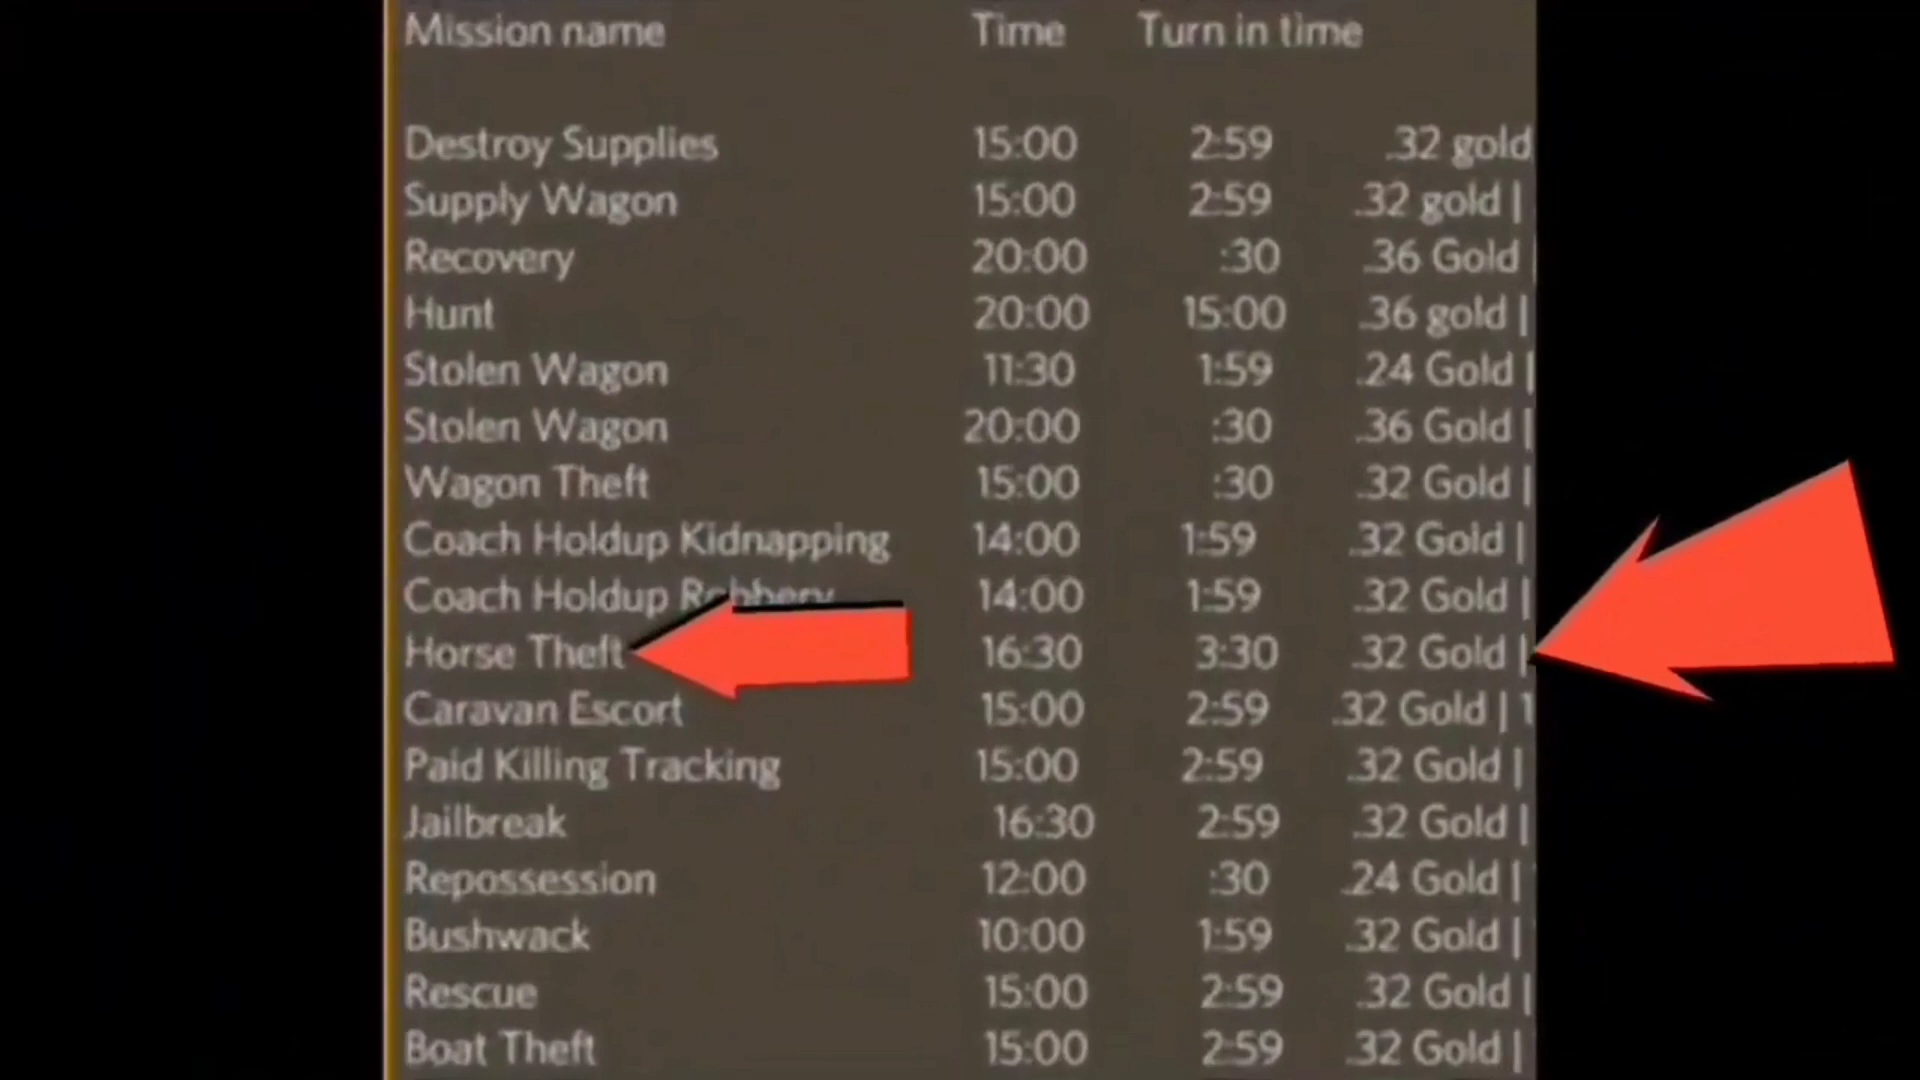 Mission name Time Turn in time
Destroy Supplies 15:00 2:59 .32 gold
Supply Wagon 15:00 2:59 .32 gold |
Recovery 20:00 :30 .36 Gold |
Hunt 20:00 15:00 .36 gold |
Stolen Wagon 11:30 1:59 .24 Gold |
Stolen Wagon 20:00 :30 .36 Gold |
Wagon Theft 15:00 :30 .32 Gold |
Coach Holdup Kidnapping 14:00 1:59 .32 Gold |
Coach Holdup Robbery 14:00 1:59 .32 Gold |
Horse Theft 16:30 3:30 .32 Gold |
Caravan Escort 15:00 2:59 .32 Gold | 1
Paid Killing Tracking 15:00 2:59 .32 Gold |
Jailbreak 16:30 2:59 .32 Gold |
Repossession 12:00 :30 .24 Gold |
Bushwack 10:00 1:59 .32 Gold |
Rescue 15:00 2:59 .32 Gold |
Boat Theft 15:00 2:59 .32 Gold |